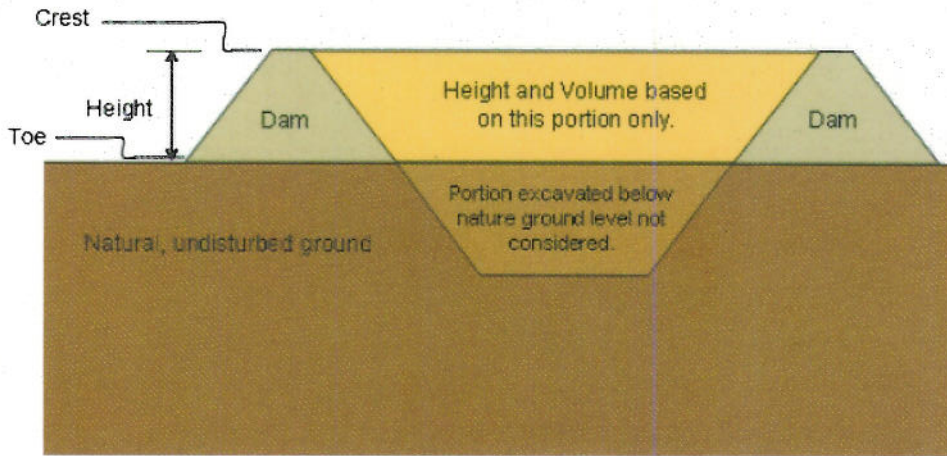 Crest
Height
Toe
Dam
Height and Volume based
on this portion only.
Dam
Portion excavated below
nature ground level not
considered.
Natural, undisturbed ground